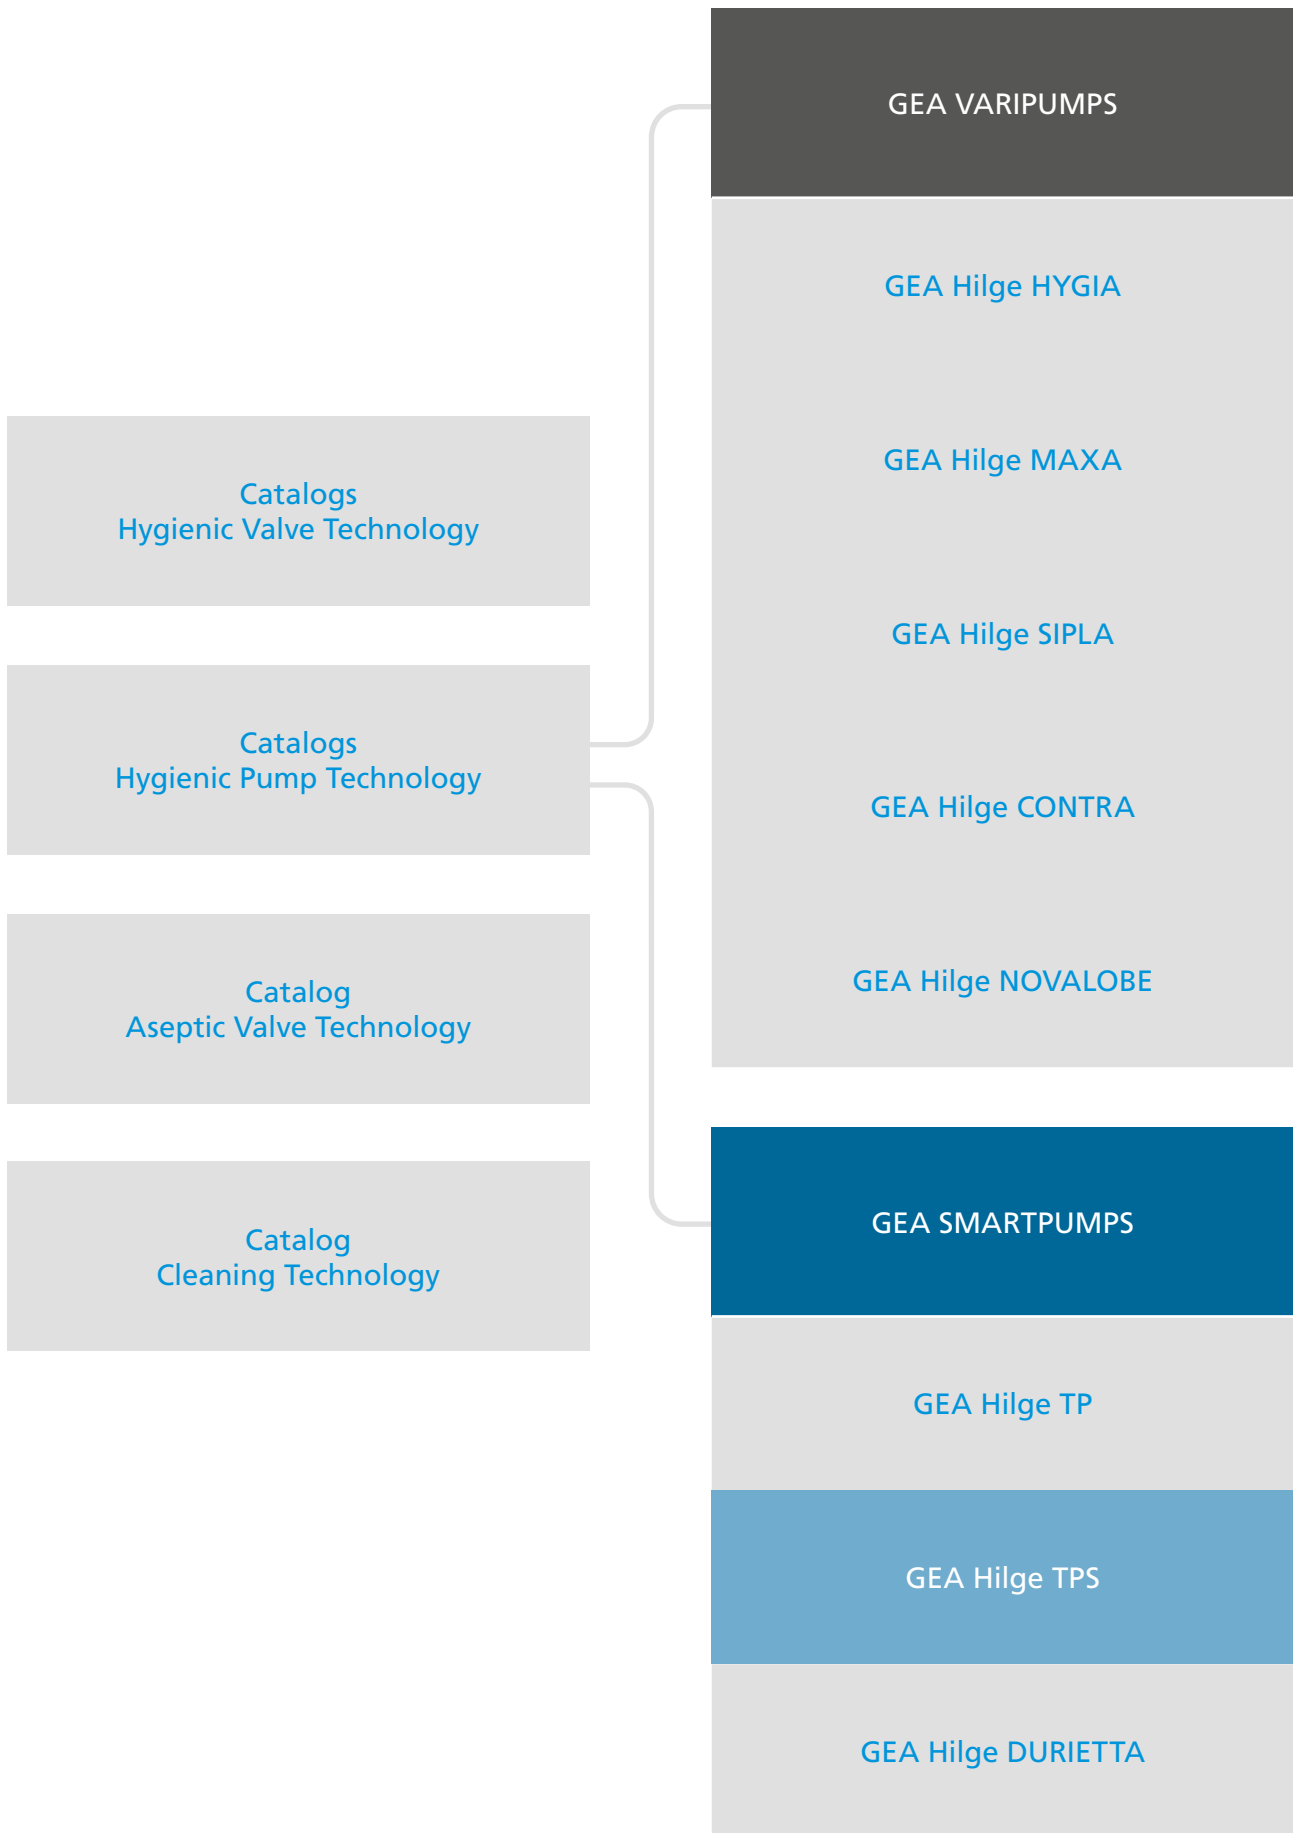 Catalogs
Hygienic Valve Technology
Catalogs
Hygienic Pump Technology
Catalog
Aseptic Valve Technology
Catalog
Cleaning Technology
GEA VARIPUMPS
GEA Hilge HYGIA
GEA Hilge MAXA
GEA Hilge SIPLA
GEA Hilge CONTRA
GEA Hilge NOVALOBE
GEA SMARTPUMPS
GEA Hilge TP
GEA Hilge TPS
GEA Hilge DURIETTA